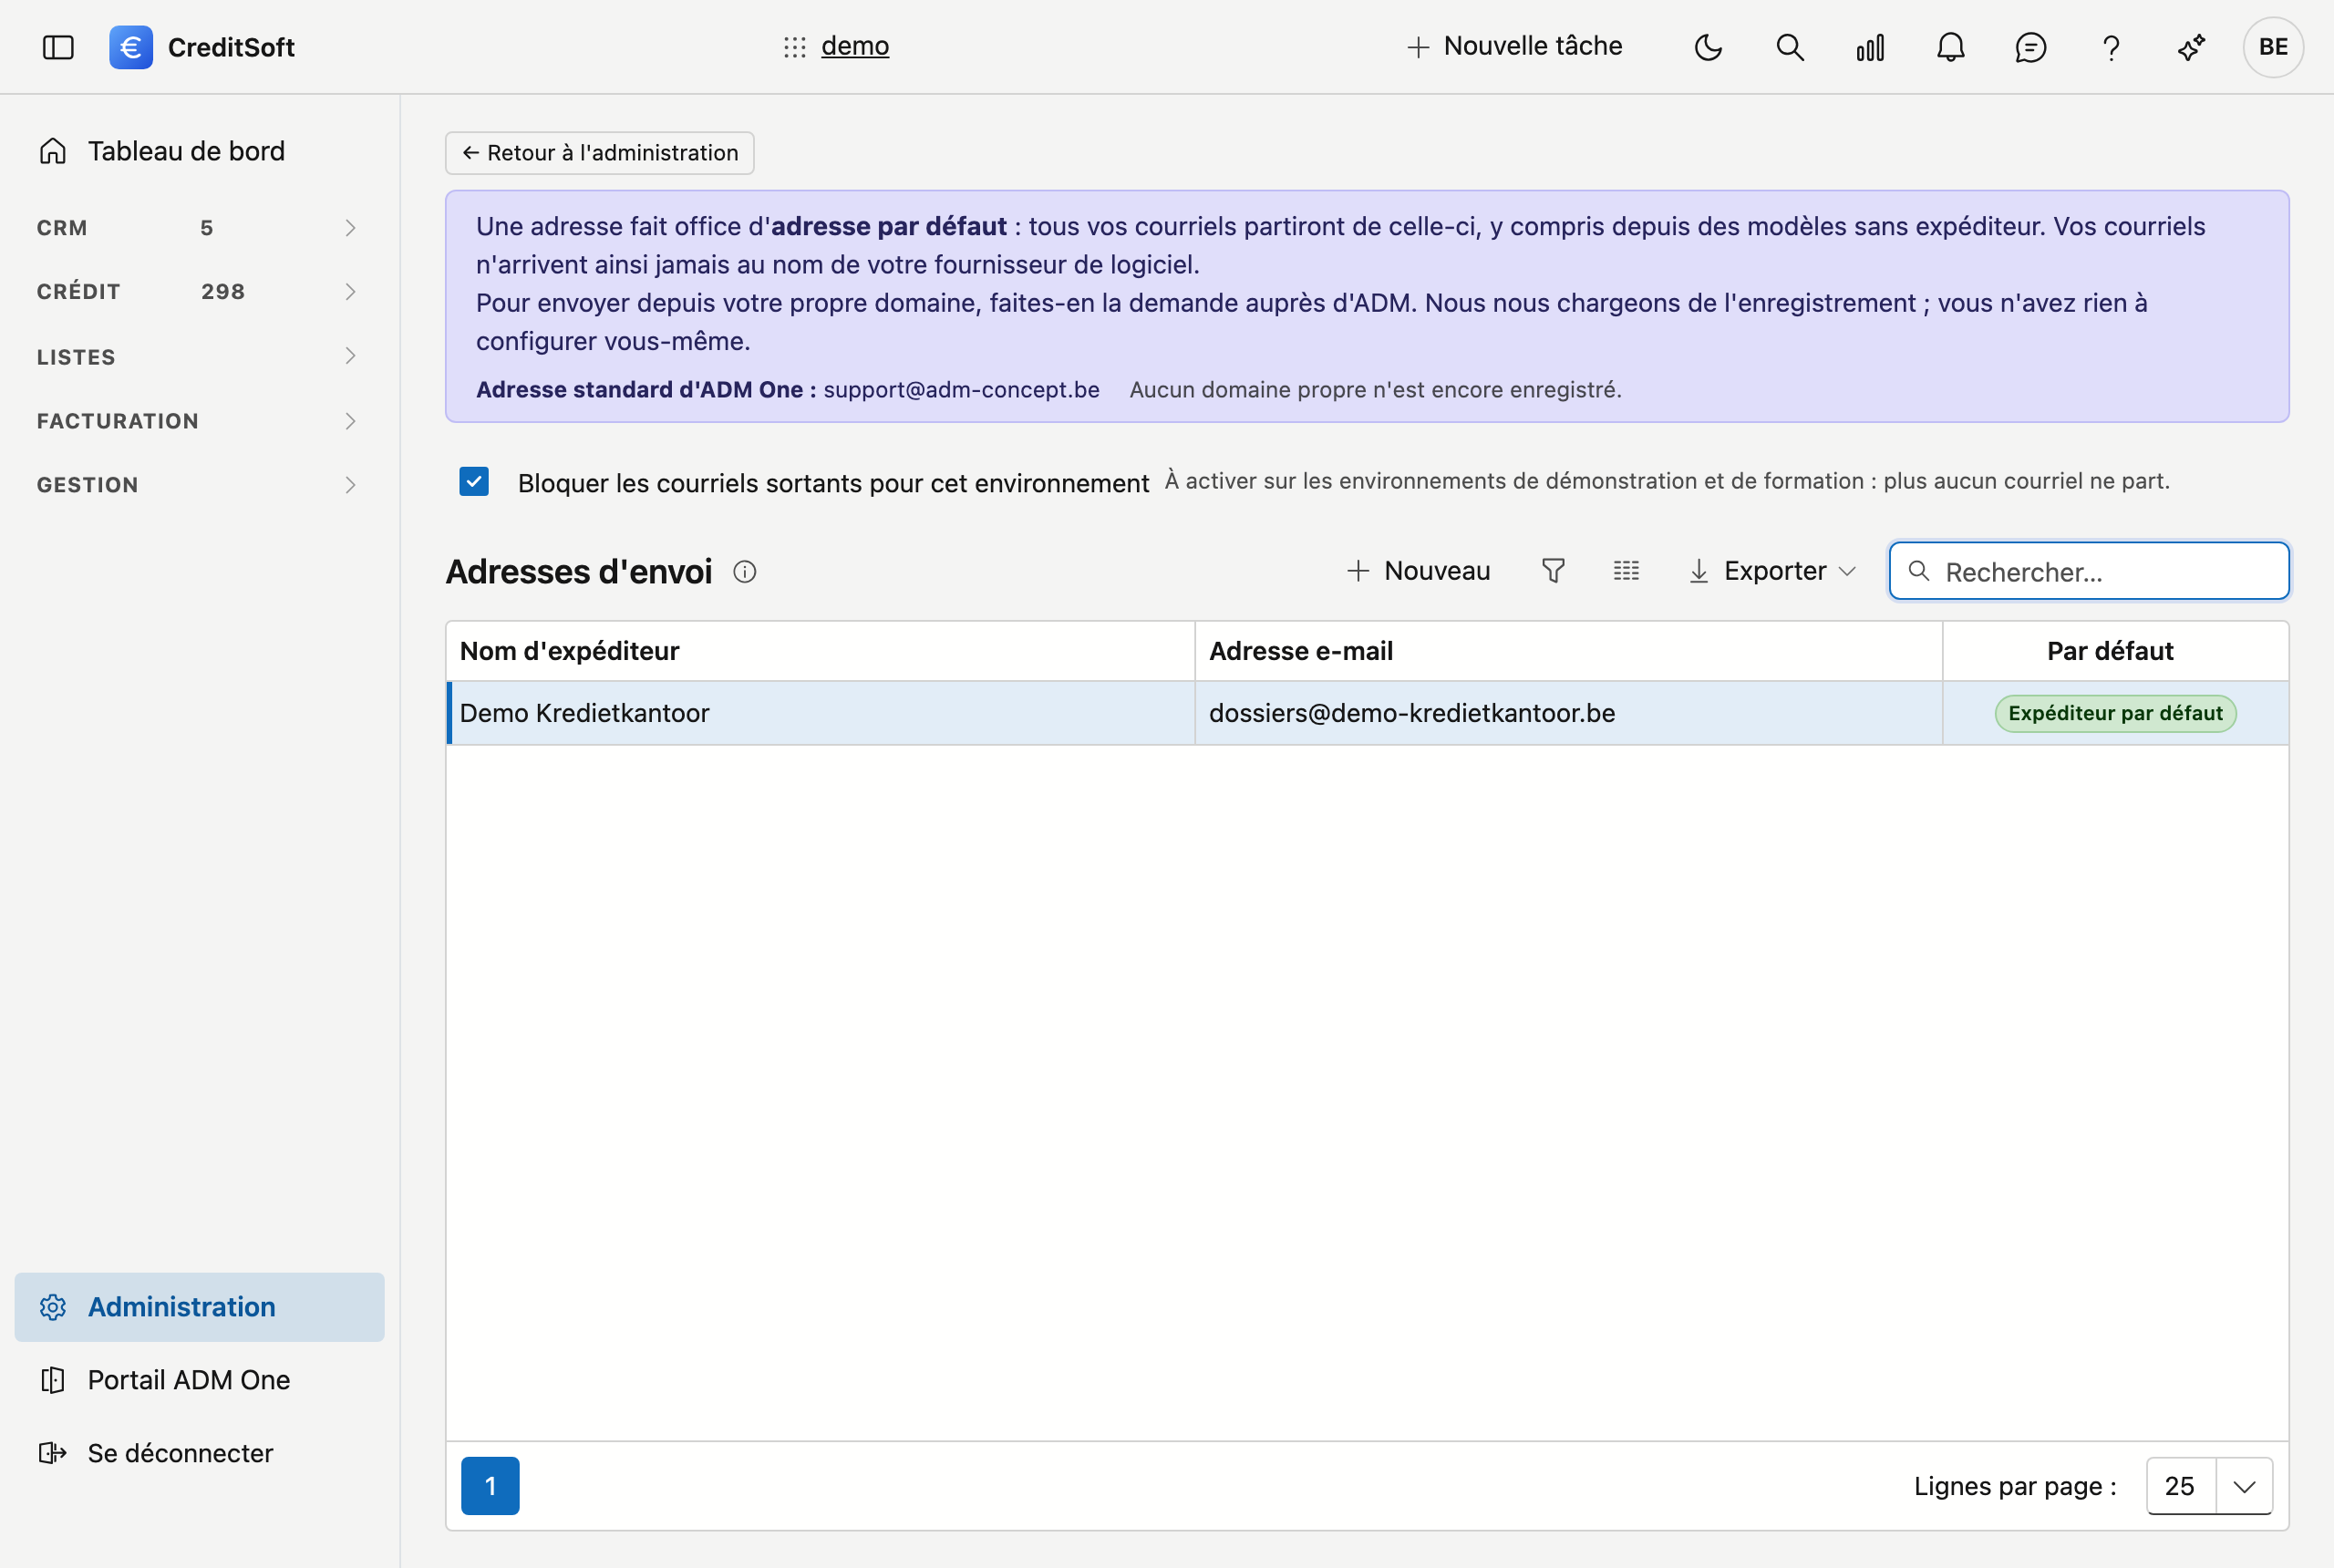 CreditSoft
demo
Nouvelle tâche
BE
Tableau de bord
CRM 5
CRÉDIT 298
LISTES
FACTURATION
GESTION
Administration
Portail ADM One
Se déconnecter
← Retour à l'administration
Une adresse fait office d'adresse par défaut : tous vos courriels partiront de celle-ci, y compris depuis des modèles sans expéditeur. Vos courriels
n'arrivent ainsi jamais au nom de votre fournisseur de logiciel.
Pour envoyer depuis votre propre domaine, faites-en la demande auprès d'ADM. Nous nous chargeons de l'enregistrement ; vous n'avez rien à
configurer vous-même.
Adresse standard d'ADM One : support@adm-concept.be Aucun domaine propre n'est encore enregistré.
Bloquer les courriels sortants pour cet environnement À activer sur les environnements de démonstration et de formation : plus aucun courriel ne part.
Adresses d'envoi
Nouveau
Exporter
Rechercher...
Nom d'expéditeur Adresse e-mail Par défaut
Demo Kredietkantoor dossiers@demo-kredietkantoor.be Expéditeur par défaut
1
Lignes par page : 25